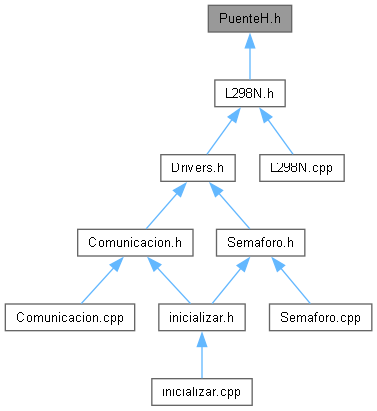 PuenteH.h
L298N.h
Drivers.h
L298N.cpp
Comunicacion.h
Semaforo.h
Comunicacion.cpp
inicializar.h
Semaforo.cpp
inicializar.cpp